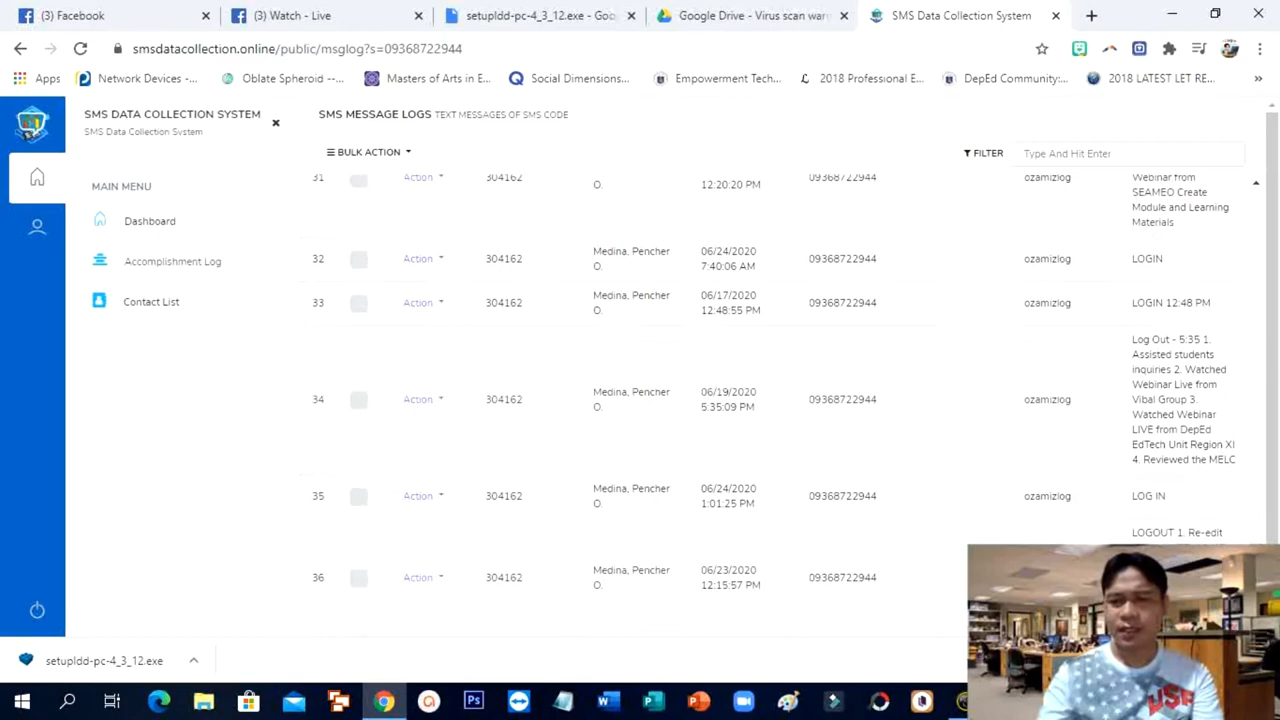 (3) Facebook
(3) Watch - Live
setupldd-pc-4_3_12.exe - Goo
Google Drive - Virus scan warn
SMS Data Collection System
smsdatacollection.online/public/msglog?s=09368722944
Apps
Network Devices -...
Oblate Spheroid --...
Masters of Arts in E...
Social Dimensions...
Empowerment Tech...
2018 Professional E...
DepEd Community:...
2018 LATEST LET RE...
SMS DATA COLLECTION SYSTEM
SMS Data Collection System
SMS MESSAGE LOGS TEXT MESSAGES OF SMS CODE
BULK ACTION
FILTER
Type And Hit Enter
MAIN MENU
Dashboard
Accomplishment Log
Contact List
31 Action 304162 O. 12:20:20 PM 09368722944 ozamizlog Webinar from
SEAMEO Create
Module and Learning
Materials
32 Action 304162 Medina, Pencher
O.
06/24/2020
7:40:06 AM
09368722944 ozamizlog LOGIN
33 Action 304162 Medina, Pencher
O.
06/17/2020
12:48:55 PM
09368722944 ozamizlog LOGIN 12:48 PM
34 Action 304162 Medina, Pencher
O.
06/19/2020
5:35:09 PM
09368722944 ozamizlog
Log Out - 5:35 1.
Assisted students
inquiries 2. Watched
Webinar Live from
Vibal Group 3.
Watched Webinar
LIVE from DepEd
EdTech Unit Region XI
4. Reviewed the MELC
35 Action 304162 Medina, Pencher
O.
06/24/2020
1:01:25 PM
09368722944 ozamizlog LOG IN
36 Action 304162 Medina, Pencher
O.
06/23/2020
12:15:57 PM
09368722944
LOGOUT 1. Re-edit
setupldd-pc-4_3_12.exe